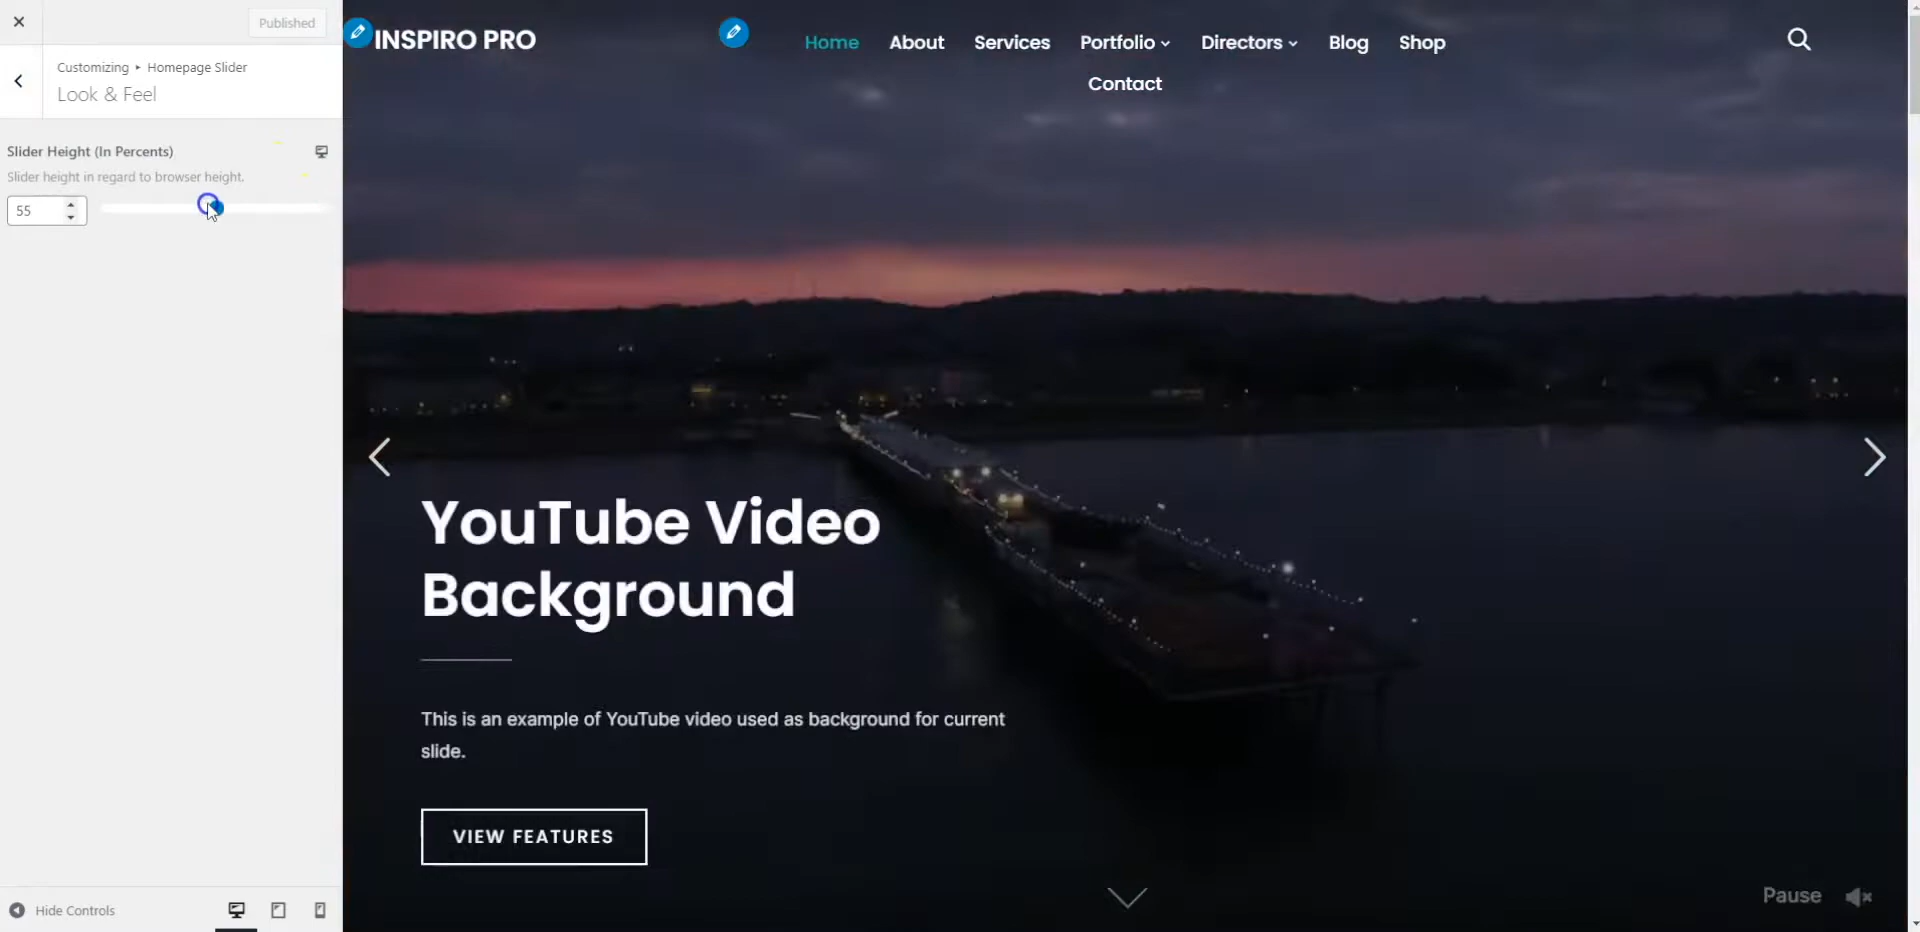 Published
Customizing ▸ Homepage Slider
Look & Feel
Slider Height (In Percents)
Slider height in regard to browser height.
55
Hide Controls
INSPIRO PRO
Home About Services Portfolio Directors Blog Shop
Contact
YouTube Video
Background
This is an example of YouTube video used as background for current
slide.
VIEW FEATURES
Pause